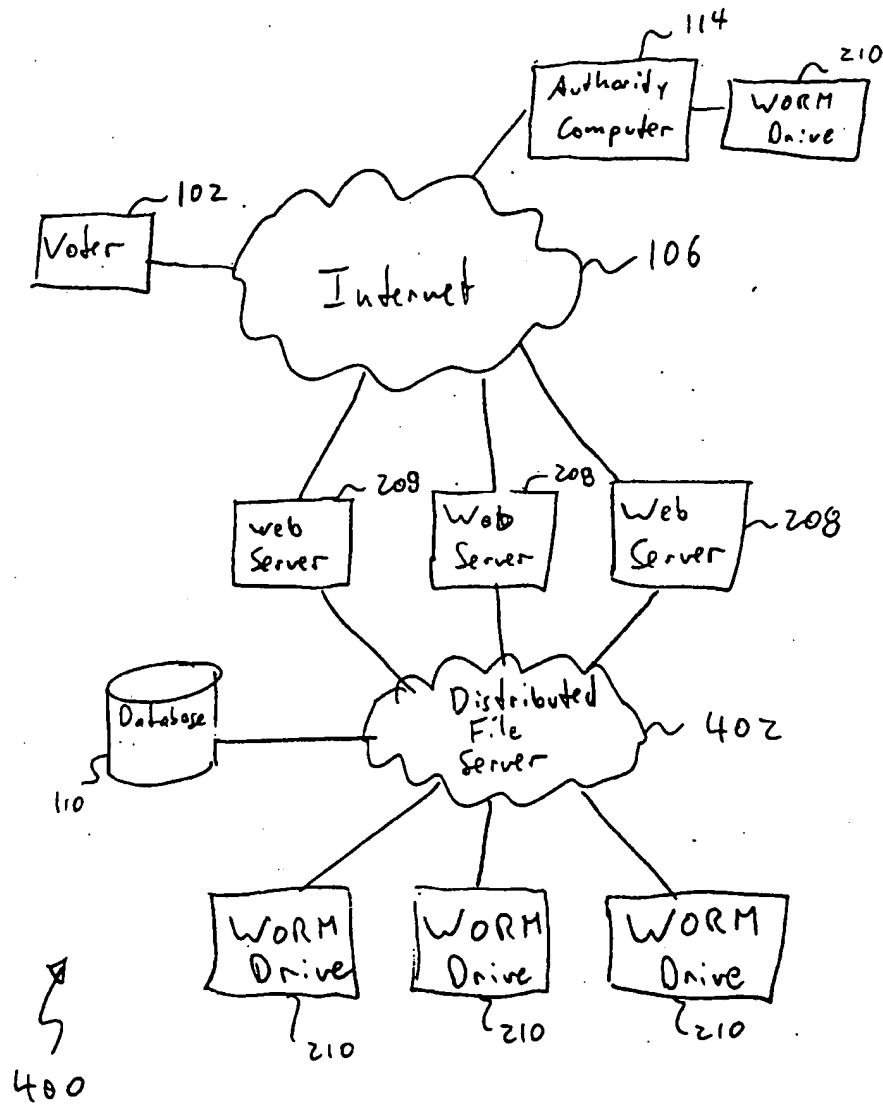 114
210
Authority
Computer
WORM
Drive
102
Voter
106
Internet
209
208
Web
Server
Web
Server
Web
Server
208
Database
110
Distributed
File
Server
402
WORM
Drive
WORM
Drive
WORM
Drive
210
210
210
400